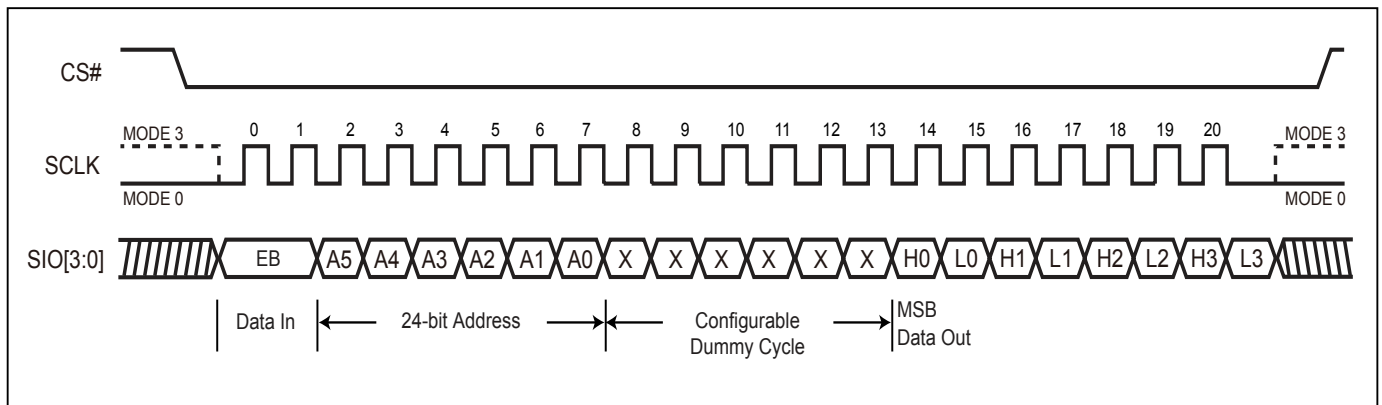 CS#
MODE 3
0 1 2 3 4 5 6 7 8 9 10 11 12 13 14 15 16 17 18 19 20
MODE 3
SCLK
MODE 0
MODE 0
SIO[3:0]
EB A5 A4 A3 A2 A1 A0 X X X X X X H0 L0 H1 L1 H2 L2 H3 L3
Data In
24-bit Address
Configurable
Dummy Cycle
MSB
Data Out